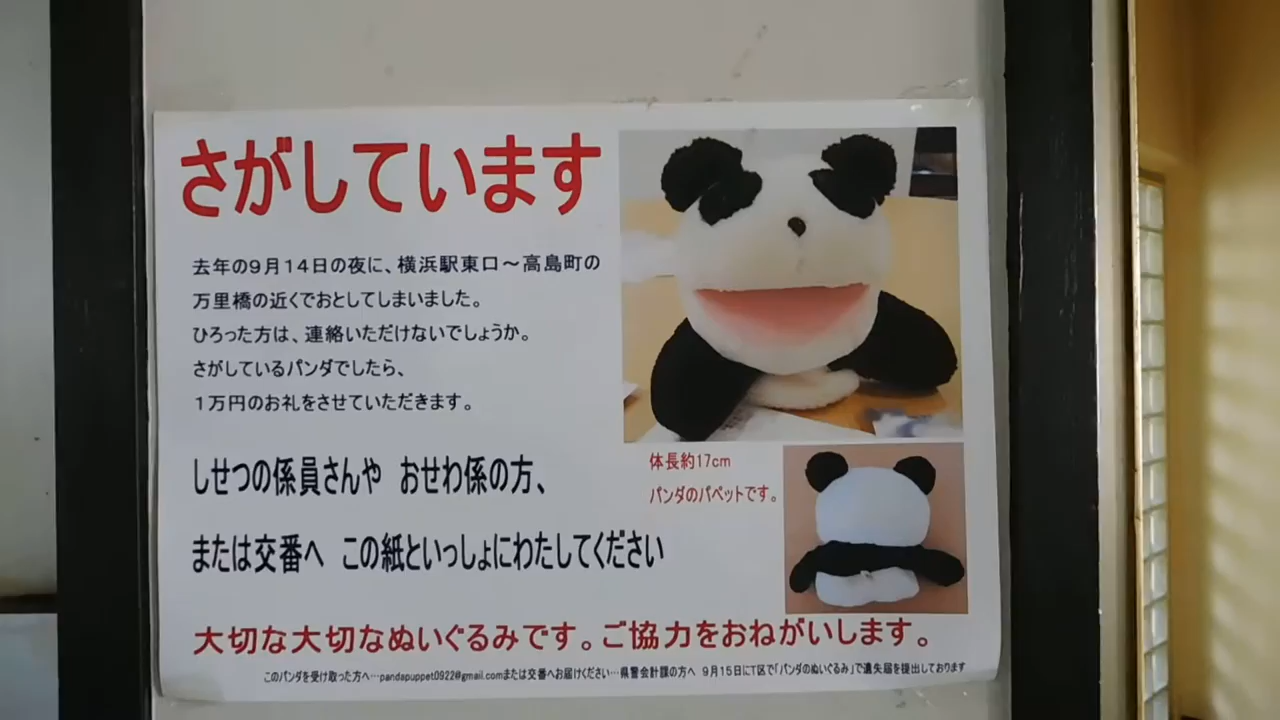 さがしています
去年の9月14日の夜に、横浜駅東口～高島町の
万里橋の近くでおとしてしまいました。
ひろった方は、連絡いただけないでしょうか。
さがしているパンダでしたら、
1万円のお礼をさせていただきます。
しせつの係員さんや おせわ係の方、
または交番へ この紙といっしょにわたしてください
体長約17cm
パンダのパペットです。
大切な大切なぬいぐるみです。ご協力をおねがいします。
このパンダを受け取った方へ…pandapuppet0922@gmail.comまたは交番へお届けください…県警会計課の方へ 9月15日にT区で「パンダのぬいぐるみ」で遺失届を提出しております